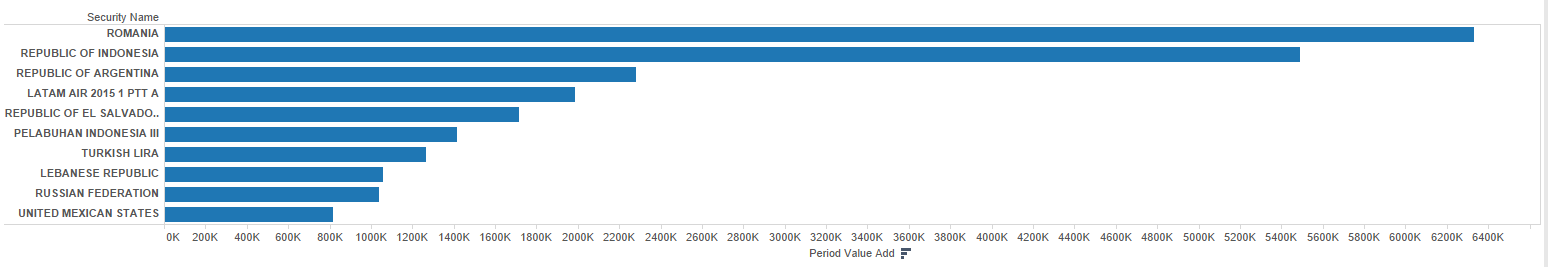 Security Name
ROMANIA
REPUBLIC OF INDONESIA
REPUBLIC OF ARGENTINA
LATAM AIR 2015 1 PTT A
REPUBLIC OF EL SALVADO..
PELABUHAN INDONESIA III
TURKISH LIRA
LEBANESE REPUBLIC
RUSSIAN FEDERATION
UNITED MEXICAN STATES
0K 200K 400K 600K 800K 1000K 1200K 1400K 1600K 1800K 2000K 2200K 2400K 2600K 2800K 3000K 3200K 3400K 3600K 3800K 4000K 4200K 4400K 4600K 4800K 5000K 5200K 5400K 5600K 5800K 6000K 6200K 6400K
Period Value Add